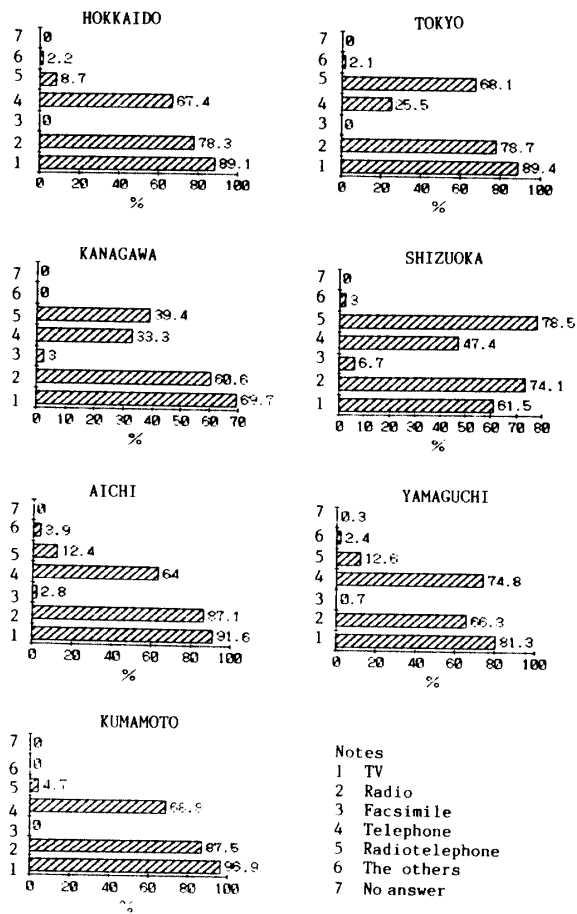 HOKKAIDO
7 0
6 2.2
5 8.7
4 67.4
3 0
2 78.3
1 89.1
0 20 40 60 80 100
%
TOKYO
7 0
6 2.1
5 68.1
4 25.5
3 0
2 78.7
1 89.4
0 20 40 60 80 100
%
KANAGAWA
7 0
6 0
5 39.4
4 33.3
3 3
2 60.6
1 69.7
0 10 20 30 40 50 60 70
%
SHIZUOKA
7 0
6 3
5 78.5
4 47.4
3 6.7
2 74.1
1 61.5
0 10 20 30 40 50 60 70 80
%
AICHI
7 0
6 3.9
5 12.4
4 64
3 2.8
2 87.1
1 91.6
0 20 40 60 80 100
%
YAMAGUCHI
7 0.3
6 2.4
5 12.6
4 74.8
3 0.7
2 66.3
1 81.3
0 20 40 60 80 100
%
KUMAMOTO
7 0
6 0
5 4.7
4 68.8
3 0
2 87.5
1 96.9
0 20 40 60 80 100
%
Notes
1 TV
2 Radio
3 Facsimile
4 Telephone
5 Radiotelephone
6 The others
7 No answer